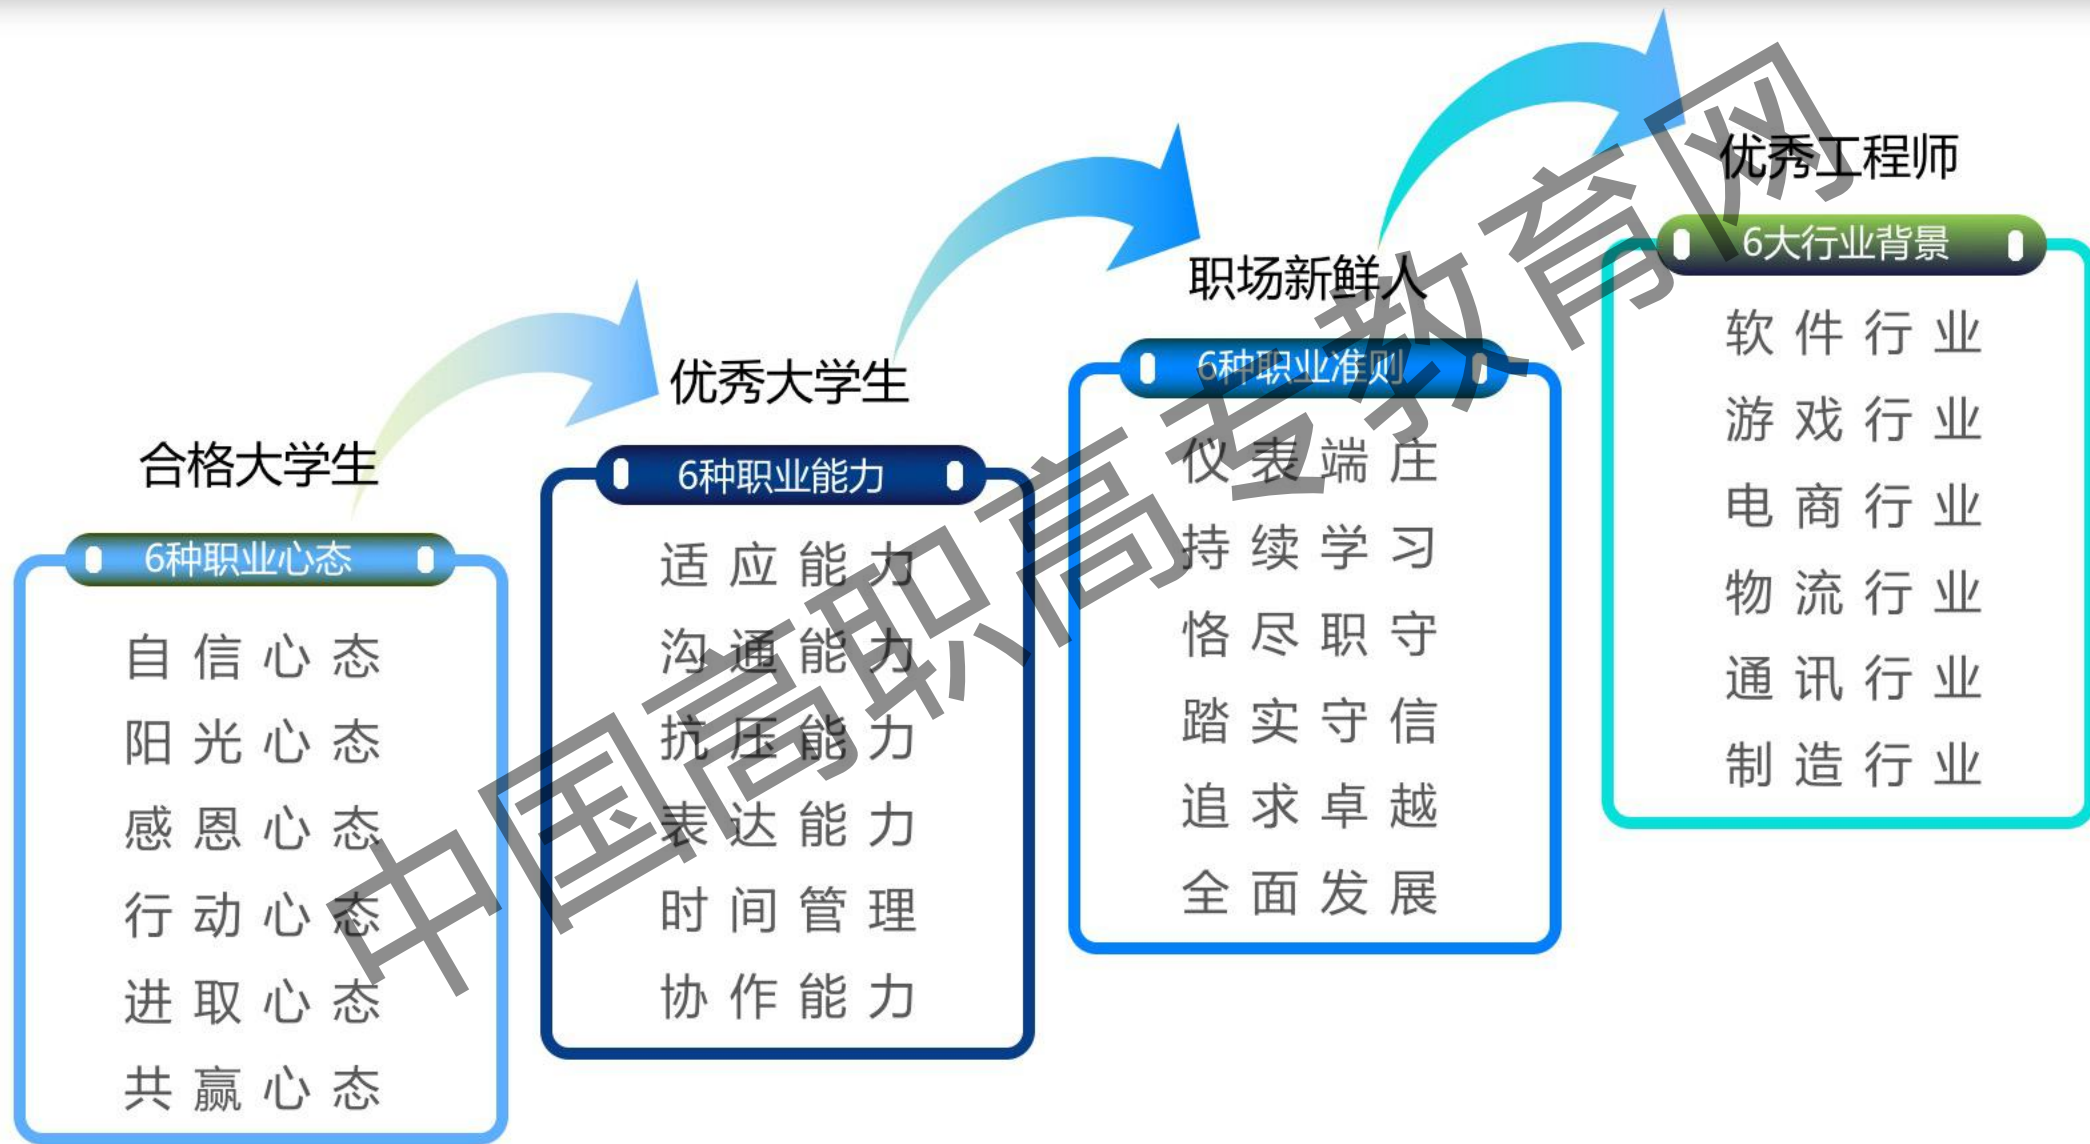 合格大学生
6种职业心态
自信心态
阳光心态
感恩心态
行动心态
进取心态
共赢心态
优秀大学生
6种职业能力
适应能力
沟通能力
抗压能力
表达能力
时间管理
协作能力
职场新鲜人
6种职业准则
仪表端庄
持续学习
恪尽职守
踏实守信
追求卓越
全面发展
优秀工程师
6大行业背景
软件行业
游戏行业
电商行业
物流行业
通讯行业
制造行业
中国高职高专教育网